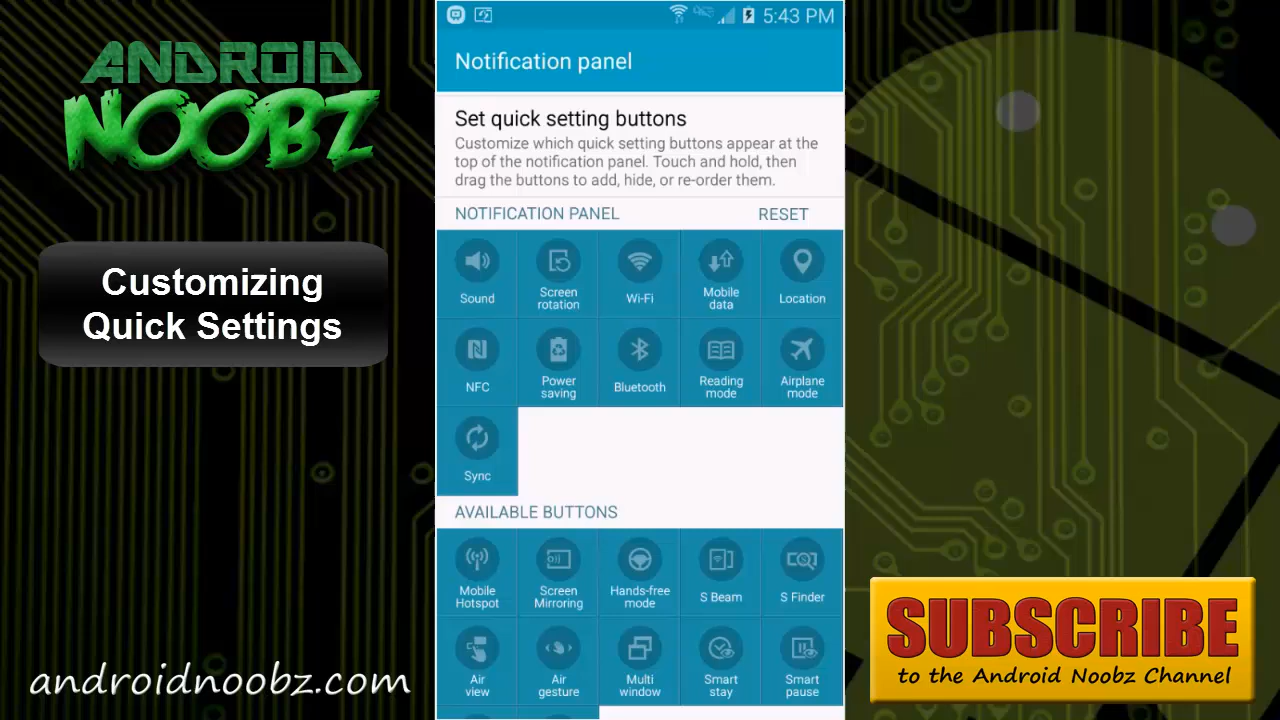 ANDROID
NOOBZ
Customizing
Quick Settings
androidnoobz.com
5:43 PM
Notification panel
Set quick setting buttons
Customize which quick setting buttons appear at the
top of the notification panel. Touch and hold, then
drag the buttons to add, hide, or re-order them.
NOTIFICATION PANEL RESET
Sound
Screen
rotation
Wi-Fi
Mobile
data
Location
NFC
Power
saving
Bluetooth
Reading
mode
Airplane
mode
Sync
AVAILABLE BUTTONS
Mobile
Hotspot
Screen
Mirroring
Hands-free
mode
S Beam
S Finder
Air
view
Air
gesture
Multi
window
Smart
stay
Smart
pause
SUBSCRIBE
to the Android Noobz Channel